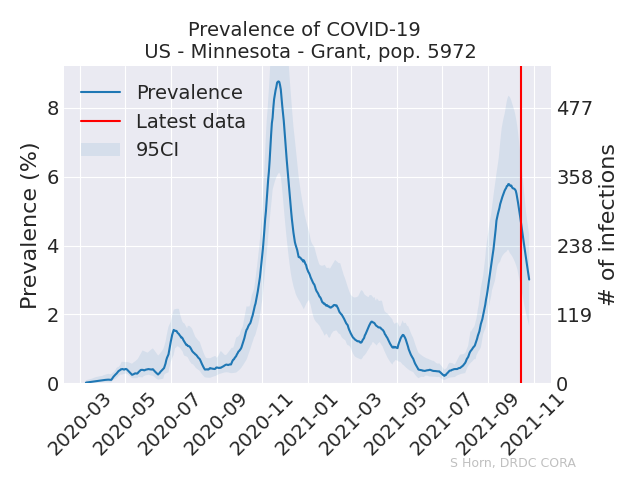 Prevalence of COVID-19
US - Minnesota - Grant, pop. 5972
Prevalence
Latest data
95CI
Prevalence (%)
8
6
4
2
0
477
358
238
119
0
# of infections
2020-03
2020-05
2020-07
2020-09
2020-11
2021-01
2021-03
2021-05
2021-07
2021-09
2021-11
S Horn, DRDC CORA